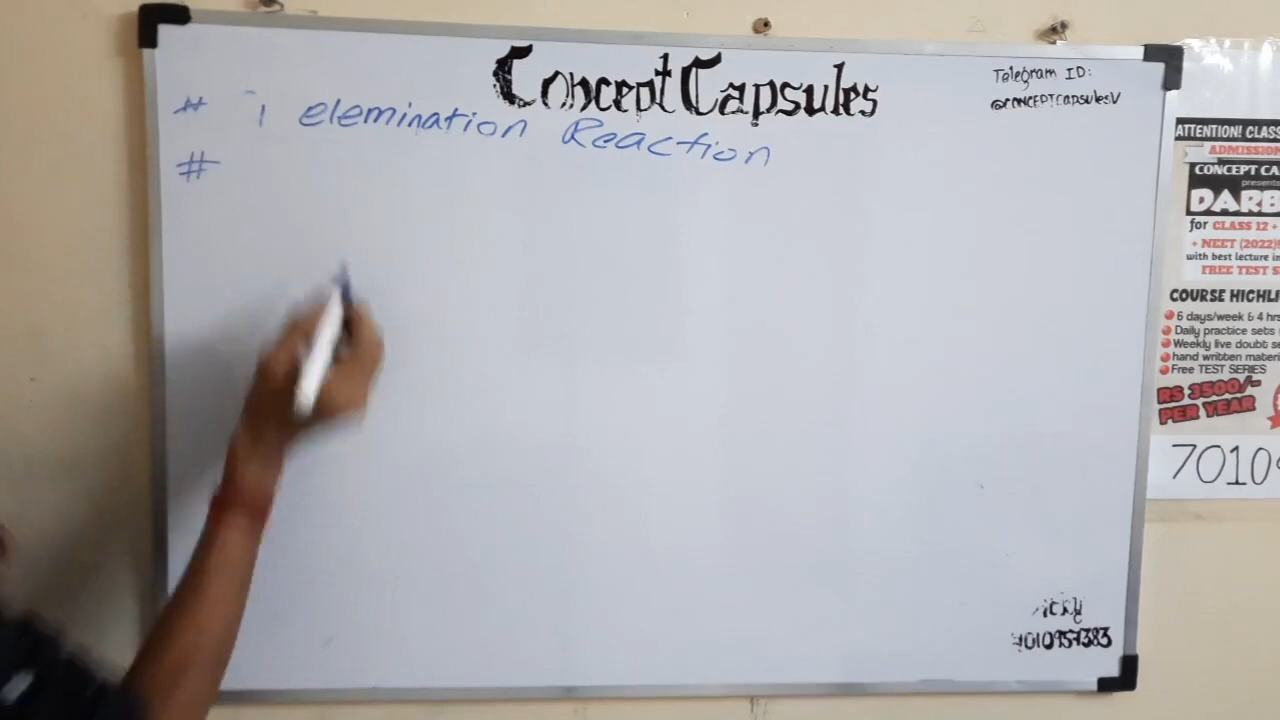 Concept Capsules
Telegram ID:
@CONCEPTCapsulesV
# i elemination Reaction
#
ATTENTION! CLASS
ADMISSION
CONCEPT CA
presents
DARB
for CLASS 12 +
+ NEET (2022)
with best lecture in
FREE TEST S
COURSE HIGHLI
6 days/week & 4 hrs
Daily practice sets
Weekly live doubt se
hand written materi
Free TEST SERIES
RS 3500/-
PER YEAR
7010
7010957383